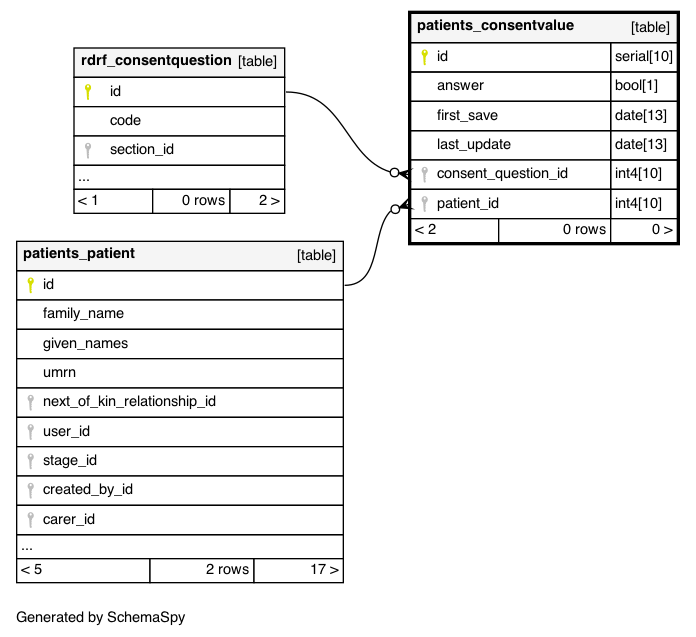 patients_consentvalue [table]
id serial[10]
answer bool[1]
first_save date[13]
last_update date[13]
consent_question_id int4[10]
patient_id int4[10]
< 2 0 rows 0 >
rdrf_consentquestion [table]
id
code
section_id
...
< 1 0 rows 2 >
patients_patient [table]
id
family_name
given_names
umrn
next_of_kin_relationship_id
user_id
stage_id
created_by_id
carer_id
...
< 5 2 rows 17 >
Generated by SchemaSpy